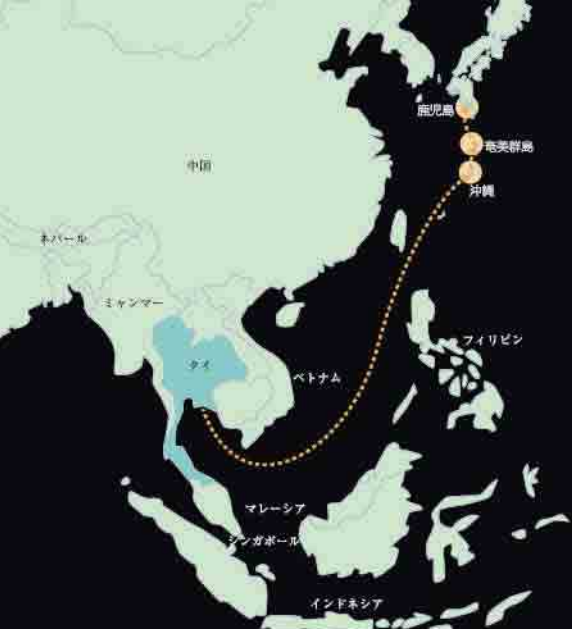 鹿児島
奄美群島
中国
沖縄
ネパール
ミャンマー
フィリピン
タイ
ベトナム
マレーシア
シンガポール
インドネシア